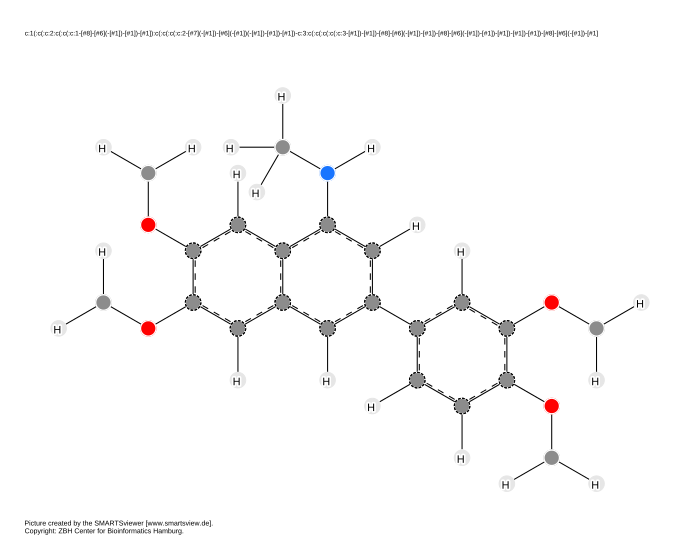 c:1(:c(:c:2:c(:c(:c:1-[#8]-[#6](-[#1])-[#1])-[#1]):c(:c(:c(:c:2-[#7](-[#1])-[#6](-[#1])(-[#1])-[#1])-[#1])-c:3:c(:c(:c(:c(:c:3-[#1])-[#1])-[#8]-[#6](-[#1])-[#1])-[#8]-[#6](-[#1])-[#1])-[#1])-[#1])-[#1])-[#8]-[#6](-[#1])-[#1]
H
H H H H
H
H
H H
H
H H
H H H
H
H
H H
Picture created by the SMARTSviewer [www.smartsview.de].
Copyright: ZBH Center for Bioinformatics Hamburg.